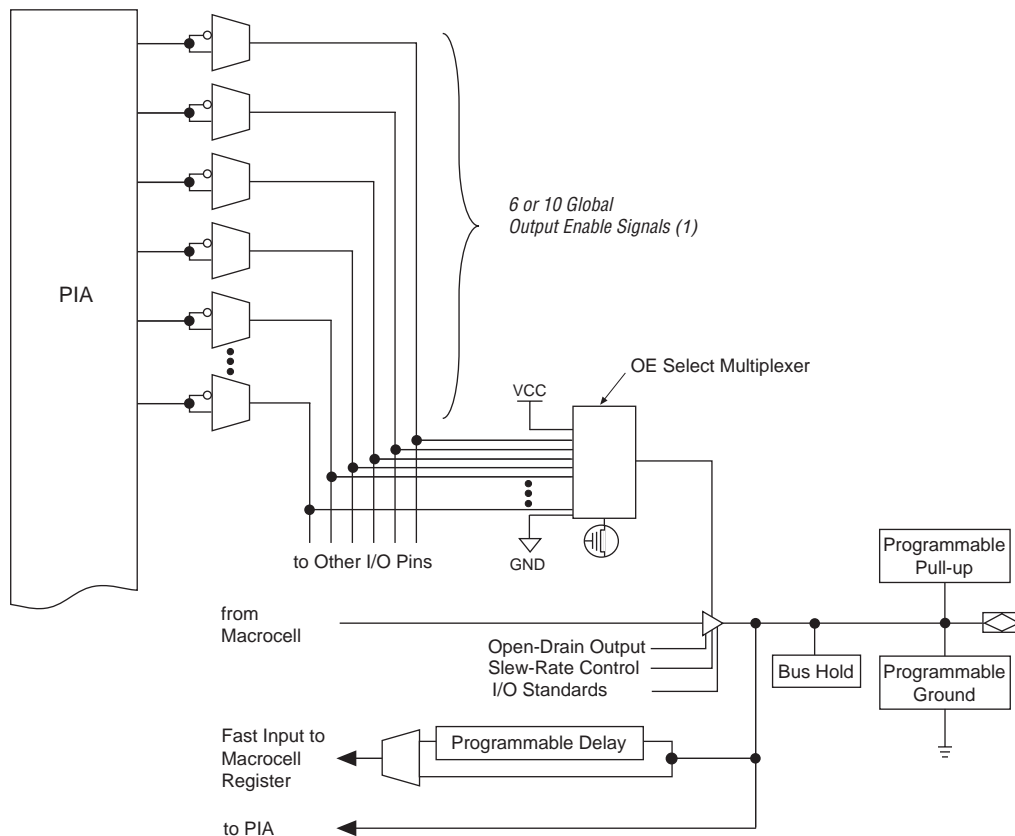 PIA
6 or 10 Global
Output Enable Signals (1)
OE Select Multiplexer
VCC
GND
to Other I/O Pins
from
Macrocell
Open-Drain Output
Slew-Rate Control
I/O Standards
Programmable
Pull-up
Bus Hold
Programmable
Ground
Fast Input to
Macrocell
Register
Programmable Delay
to PIA